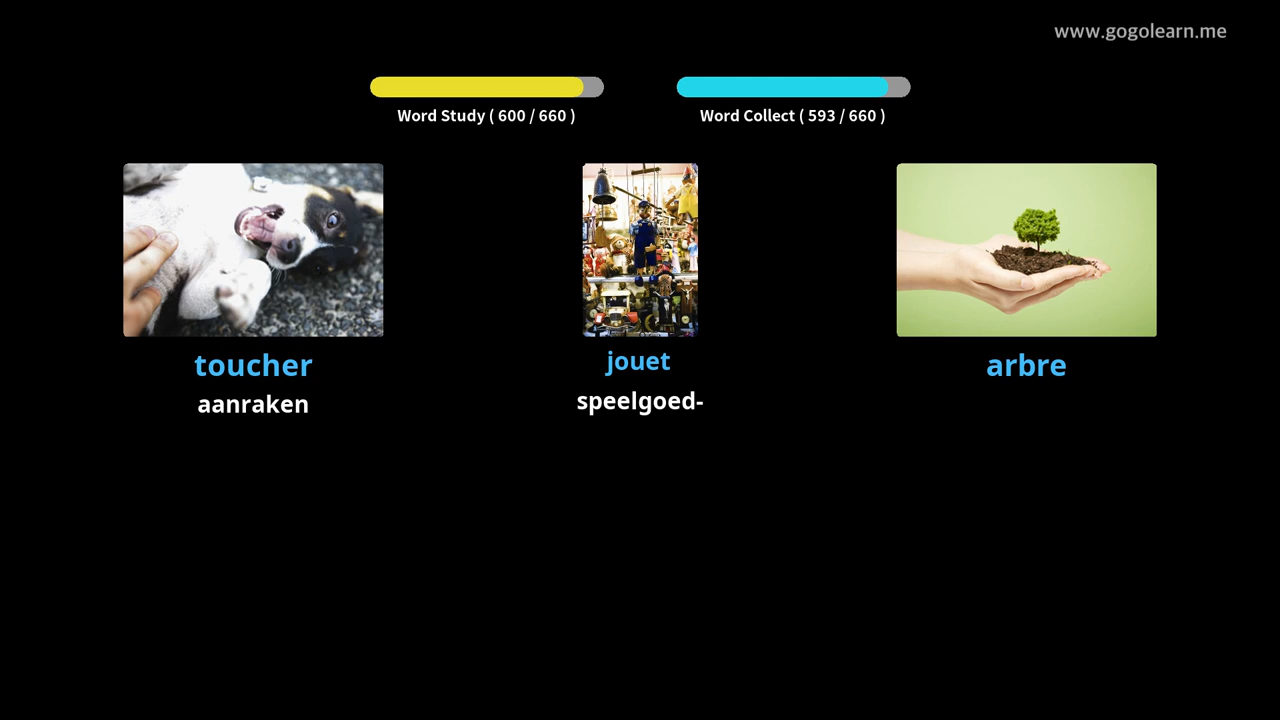 www.gogolearn.me
Word Study ( 600 / 660 )
Word Collect ( 593 / 660 )
toucher
aanraken
jouet
speelgoed-
arbre